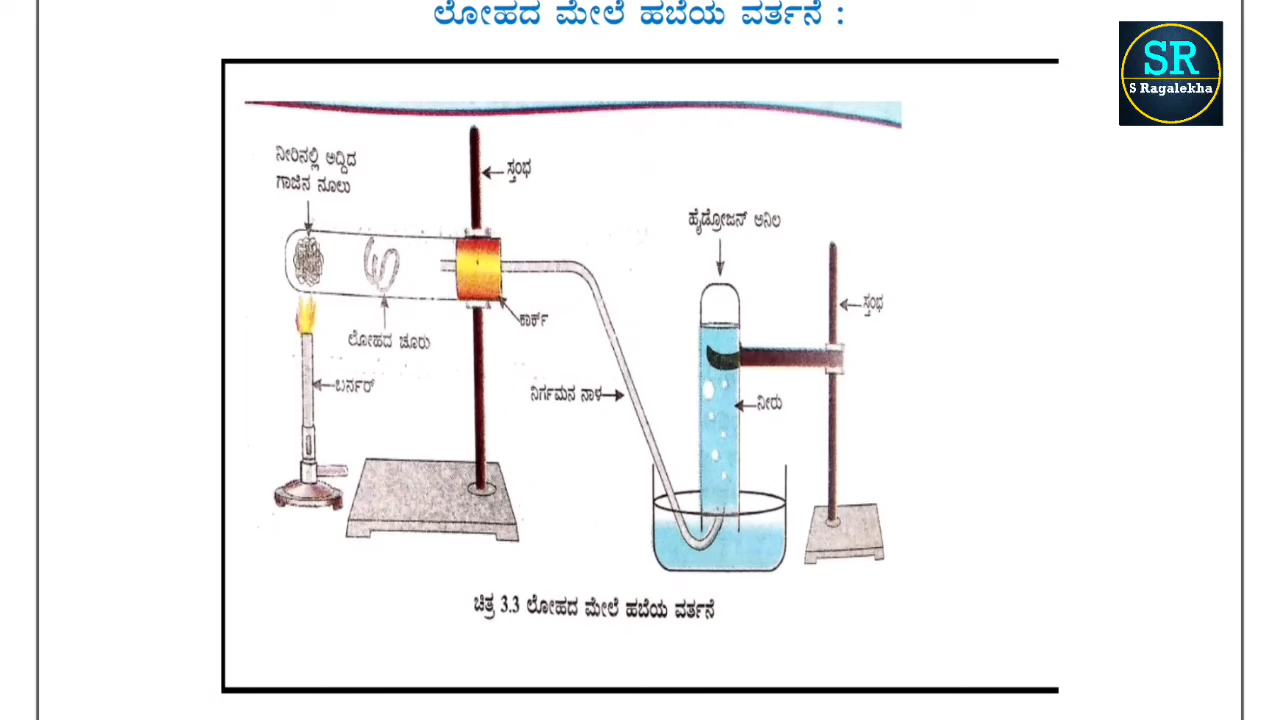 ಲೋಹದ ಮೇಲೆ ಹಬೆಯ ವರ್ತನೆ :
SR
S Ragalekha
ನೀರಿನಲ್ಲಿ ಅದ್ದಿದ
ಗಾಜಿನ ನೂಲು
ಸ್ತಂಭ
ಹೈಡ್ರೋಜನ್ ಅನಿಲ
ಸ್ತಂಭ
ಕಾರ್ಕ್
ಲೋಹದ ಚೂರು
ಬರ್ನರ್
ನಿರ್ಗಮನ ನಾಳ
ನೀರು
ಚಿತ್ರ 3.3 ಲೋಹದ ಮೇಲೆ ಹಬೆಯ ವರ್ತನೆ